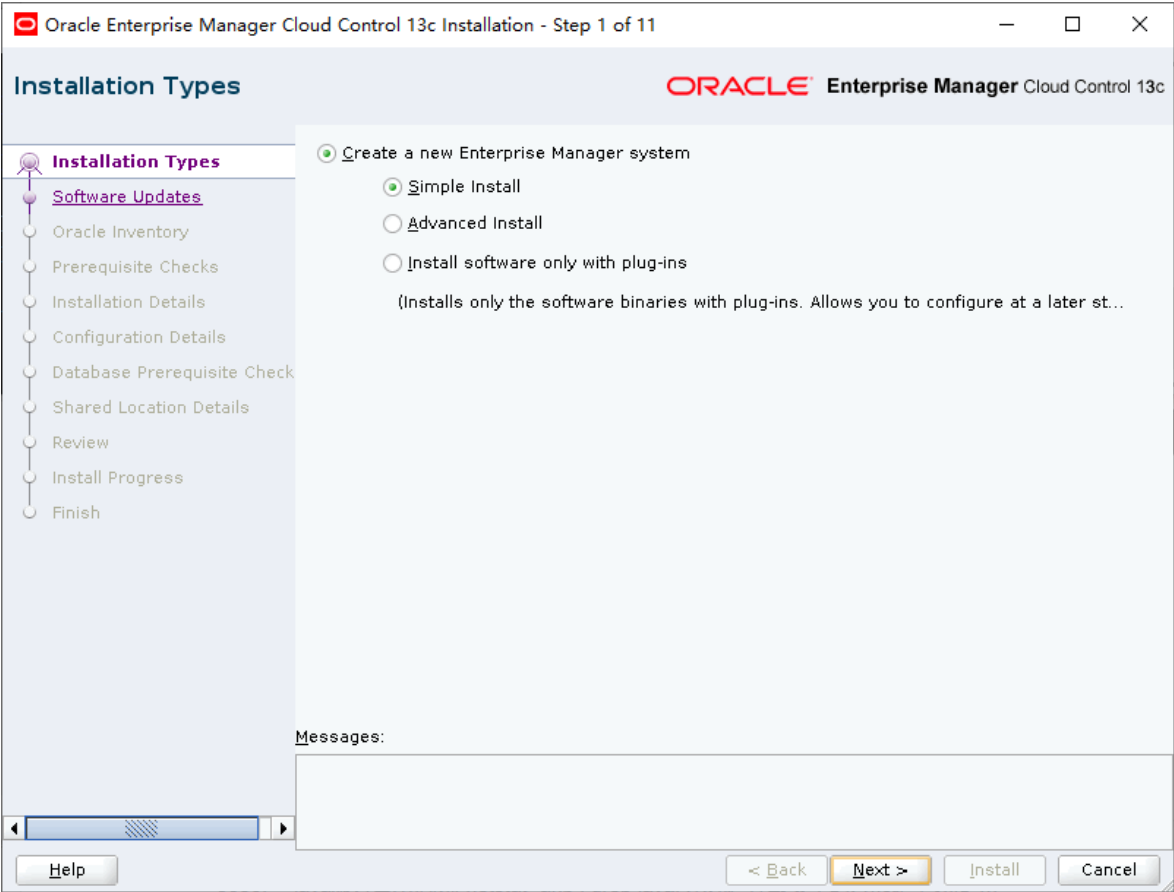 Oracle Enterprise Manager Cloud Control 13c Installation - Step 1 of 11
Installation Types
ORACLE Enterprise Manager Cloud Control 13c
Installation Types
Software Updates
Oracle Inventory
Prerequisite Checks
Installation Details
Configuration Details
Database Prerequisite Check
Shared Location Details
Review
Install Progress
Finish
Create a new Enterprise Manager system
Simple Install
Advanced Install
Install software only with plug-ins
(Installs only the software binaries with plug-ins. Allows you to configure at a later st...
Messages:
Help
< Back
Next >
Install
Cancel